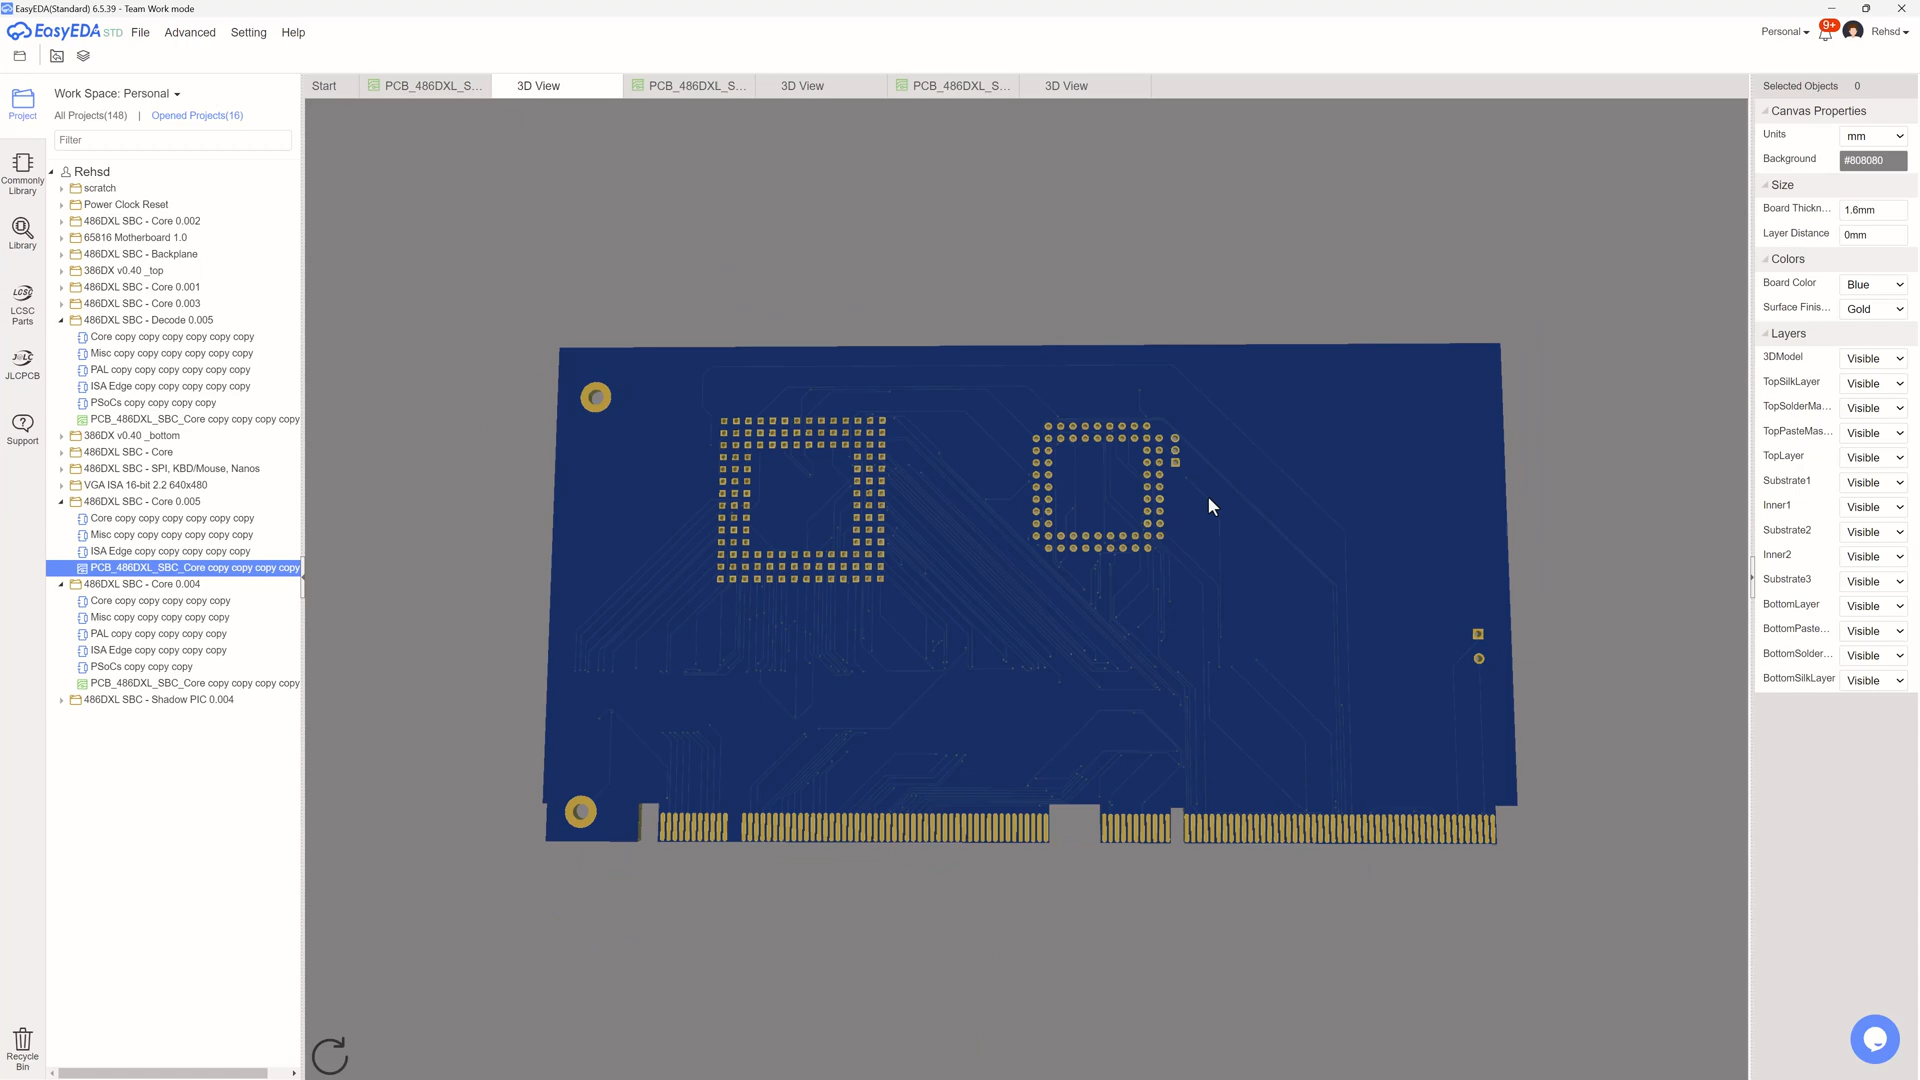 EasyEDA(Standard) 6.5.39 - Team Work mode
EasyEDA STD File Advanced Setting Help
Personal 9+ Rehsd
Start PCB_486DXL_S... 3D View PCB_486DXL_S... 3D View PCB_486DXL_S... 3D View
Project
Commonly
Library
Library
LCSC
LCSC
Parts
JLCPCB
Support
Recycle
Bin
Work Space: Personal
All Projects(148) | Opened Projects(16)
Filter
Rehsd
scratch
Power Clock Reset
486DXL SBC - Core 0.002
65816 Motherboard 1.0
486DXL SBC - Backplane
386DX v0.40 _top
486DXL SBC - Core 0.001
486DXL SBC - Core 0.003
486DXL SBC - Decode 0.005
Core copy copy copy copy copy copy
Misc copy copy copy copy copy copy
PAL copy copy copy copy copy copy
ISA Edge copy copy copy copy copy
PSoCs copy copy copy copy
PCB_486DXL_SBC_Core copy copy copy copy
386DX v0.40 _bottom
486DXL SBC - Core
486DXL SBC - SPI, KBD/Mouse, Nanos
VGA ISA 16-bit 2.2 640x480
486DXL SBC - Core 0.005
Core copy copy copy copy copy copy
Misc copy copy copy copy copy copy
ISA Edge copy copy copy copy copy
PCB_486DXL_SBC_Core copy copy copy copy
486DXL SBC - Core 0.004
Core copy copy copy copy copy
Misc copy copy copy copy copy
PAL copy copy copy copy copy
ISA Edge copy copy copy copy
PSoCs copy copy copy
PCB_486DXL_SBC_Core copy copy copy copy
486DXL SBC - Shadow PIC 0.004
Selected Objects 0
Canvas Properties
Units mm
Background #808080
Size
Board Thickn... 1.6mm
Layer Distance 0mm
Colors
Board Color Blue
Surface Finis... Gold
Layers
3DModel Visible
TopSilkLayer Visible
TopSolderMa... Visible
TopPasteMas... Visible
TopLayer Visible
Substrate1 Visible
Inner1 Visible
Substrate2 Visible
Inner2 Visible
Substrate3 Visible
BottomLayer Visible
BottomPaste... Visible
BottomSolder... Visible
BottomSilkLayer Visible